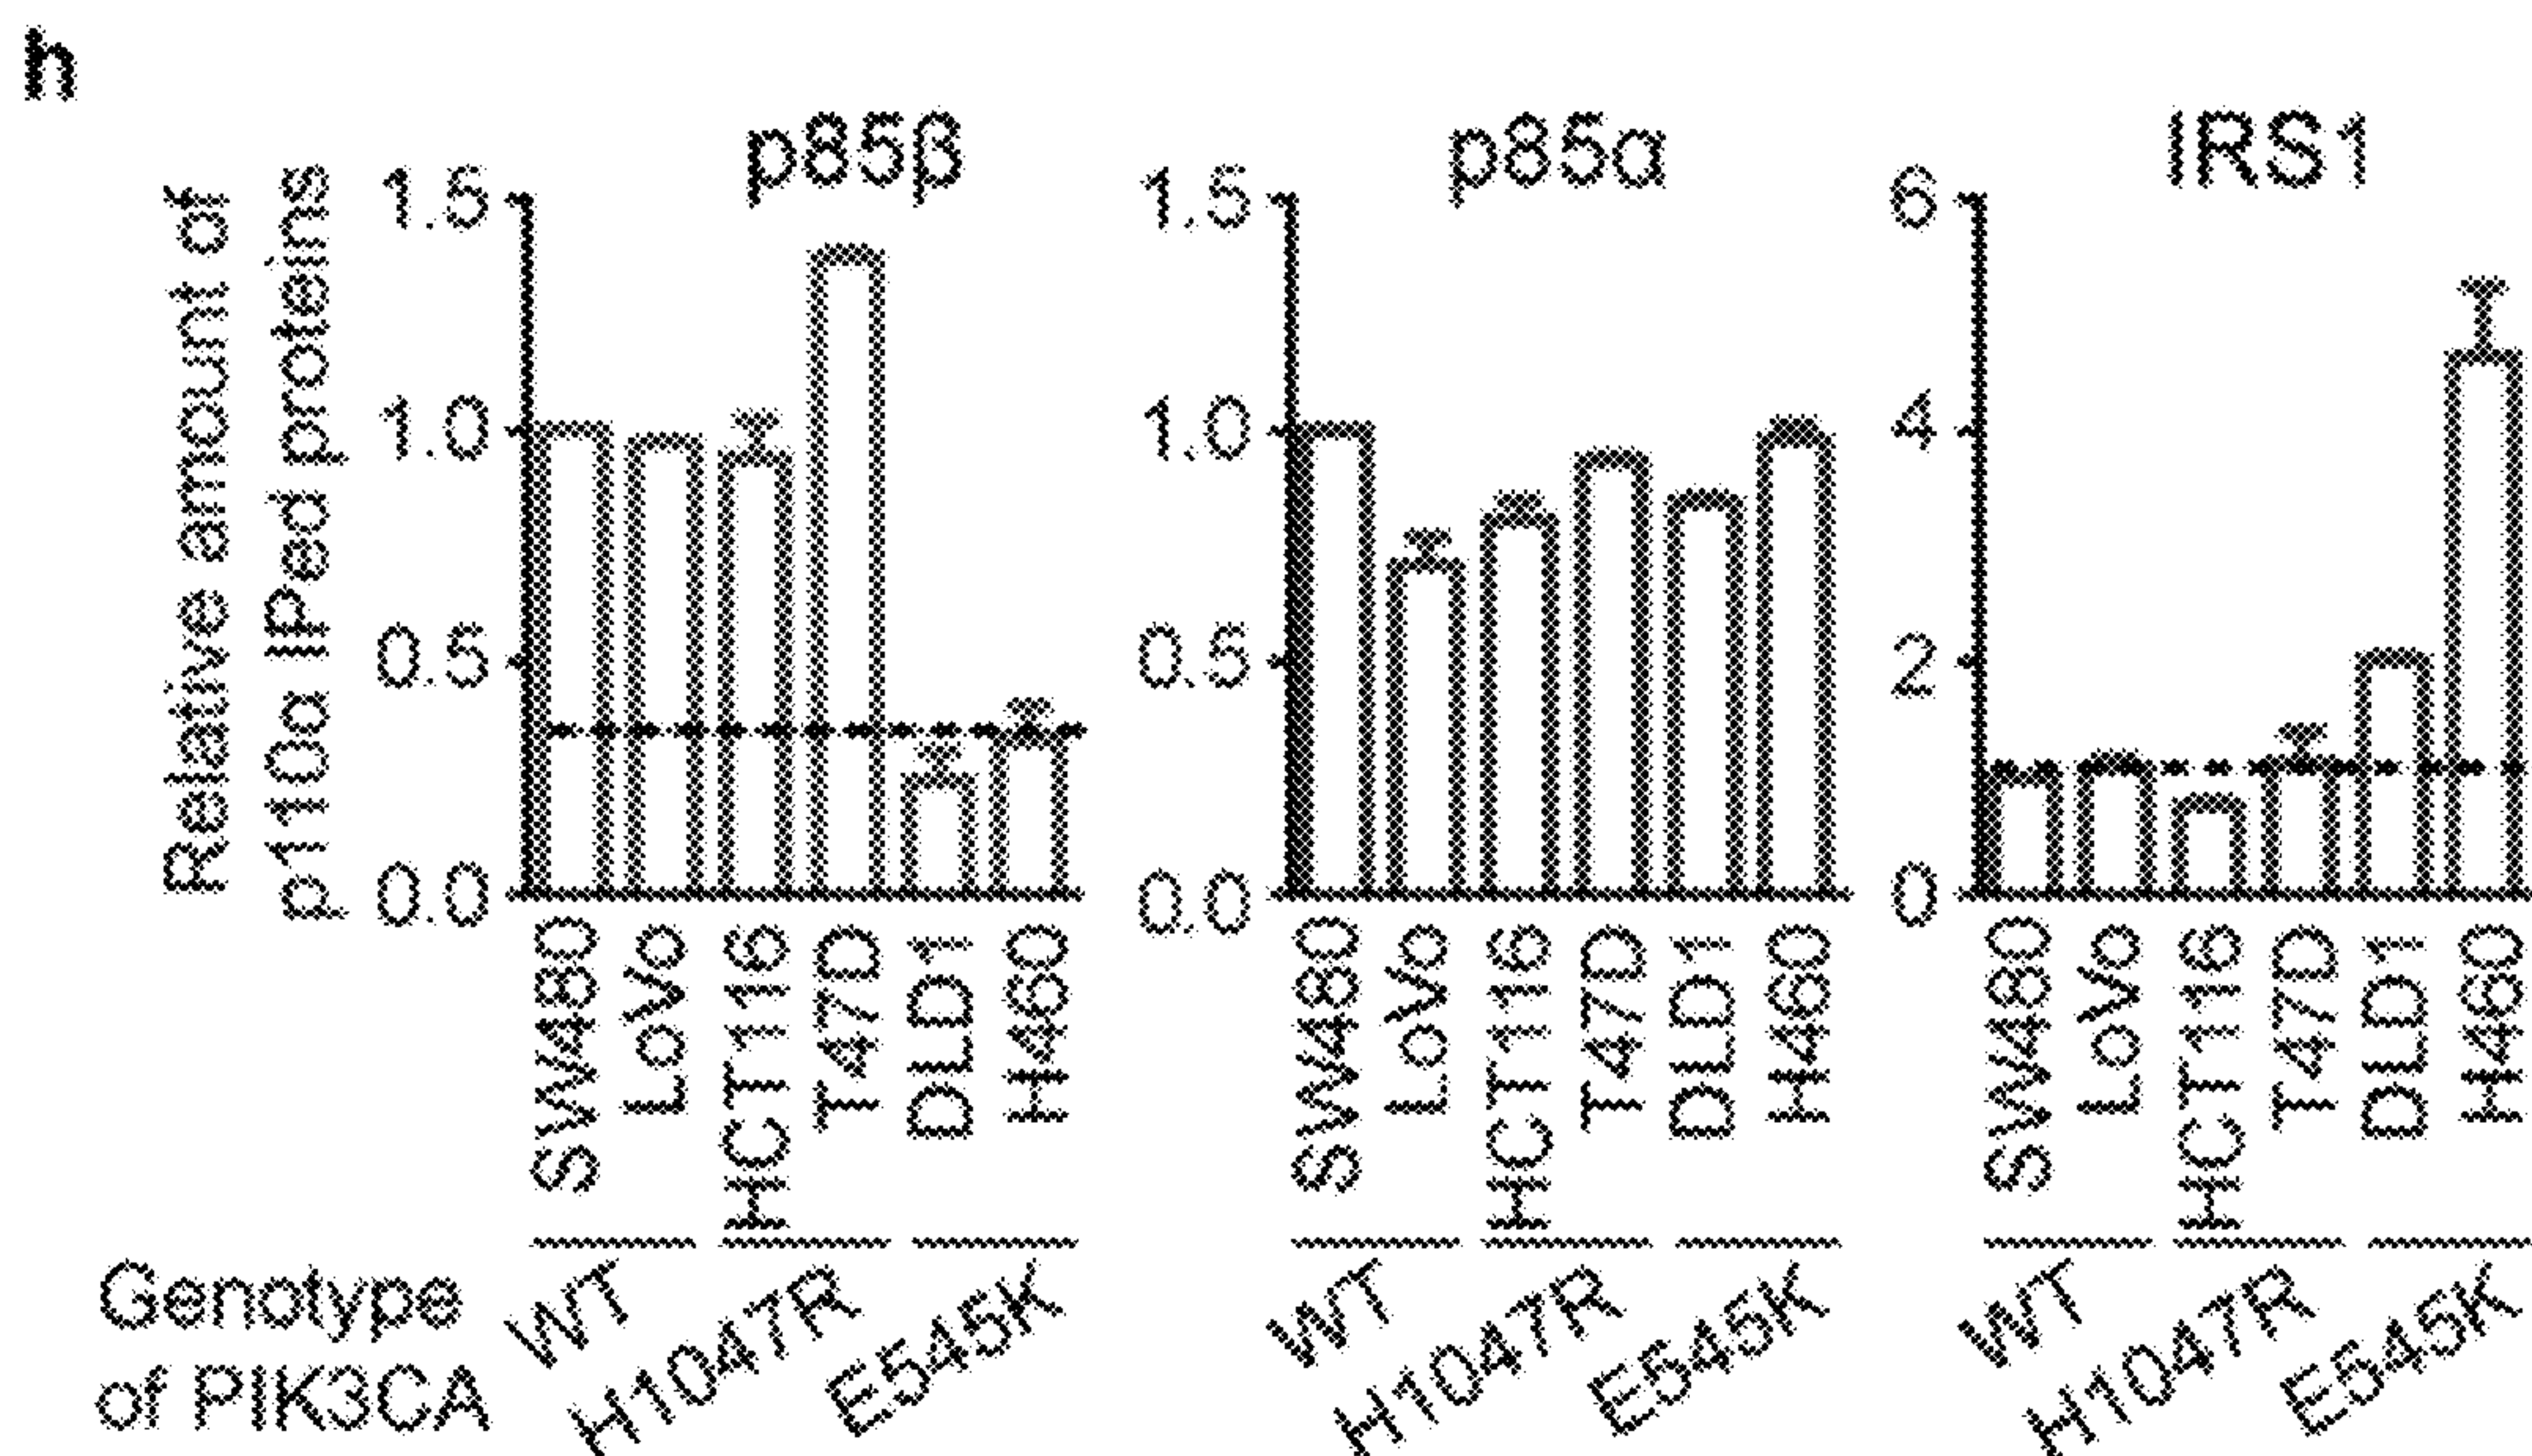 h
p85β
p85α
IRS1
Relative amount of
p110α IPed proteins
1.5
1.0
0.5
0.0
1.5
1.0
0.5
0.0
6
4
2
0
SW480
LoVo
HCT116
T47D
DLD1
H460
SW480
LoVo
HCT116
T47D
DLD1
H460
SW480
LoVo
HCT116
T47D
DLD1
H460
Genotype
of PIK3CA
WT
H1047R
E545K
WT
H1047R
E545K
WT
H1047R
E545K